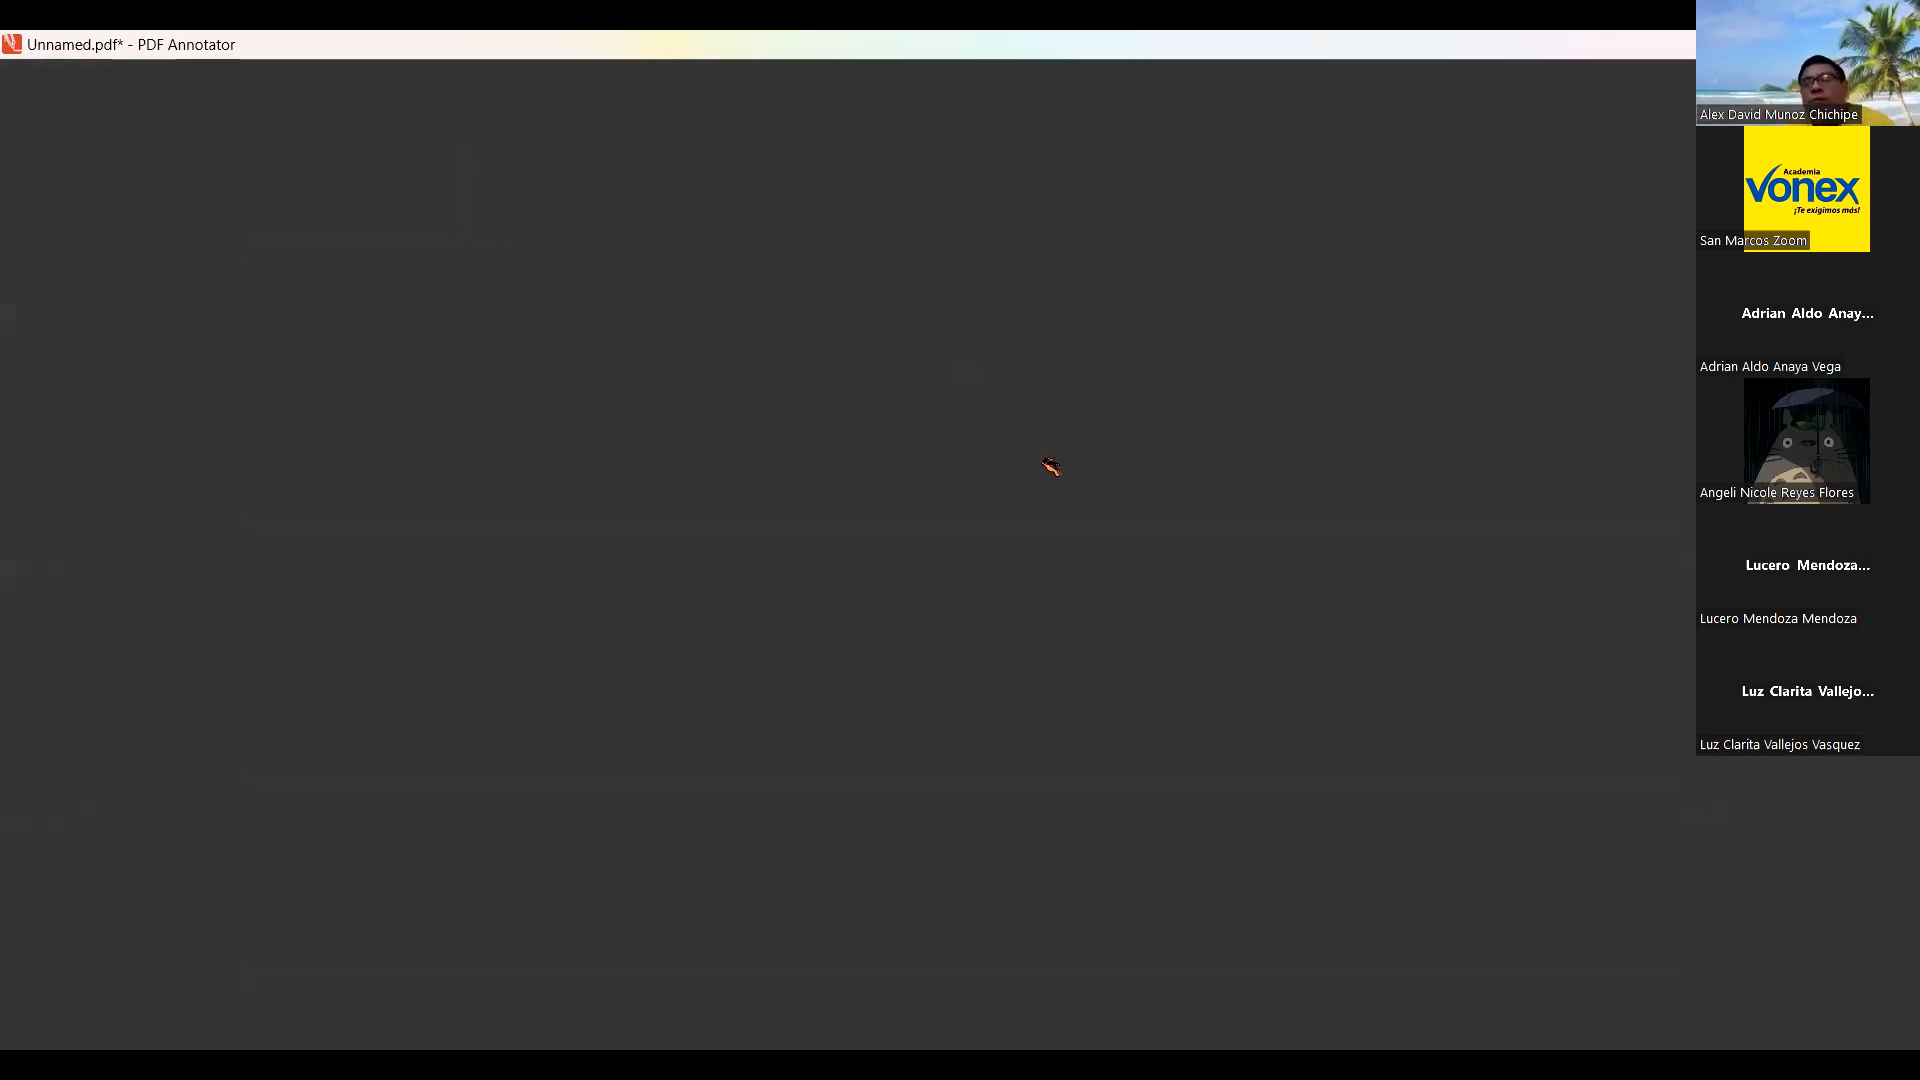 Unnamed.pdf* - PDF Annotator
Alex David Munoz Chichipe
Academia
Vonex
¡Te exigimos más!
San Marcos Zoom
Adrian Aldo Anay...
Adrian Aldo Anaya Vega
Angeli Nicole Reyes Flores
Lucero Mendoza...
Lucero Mendoza Mendoza
Luz Clarita Vallejo...
Luz Clarita Vallejos Vasquez